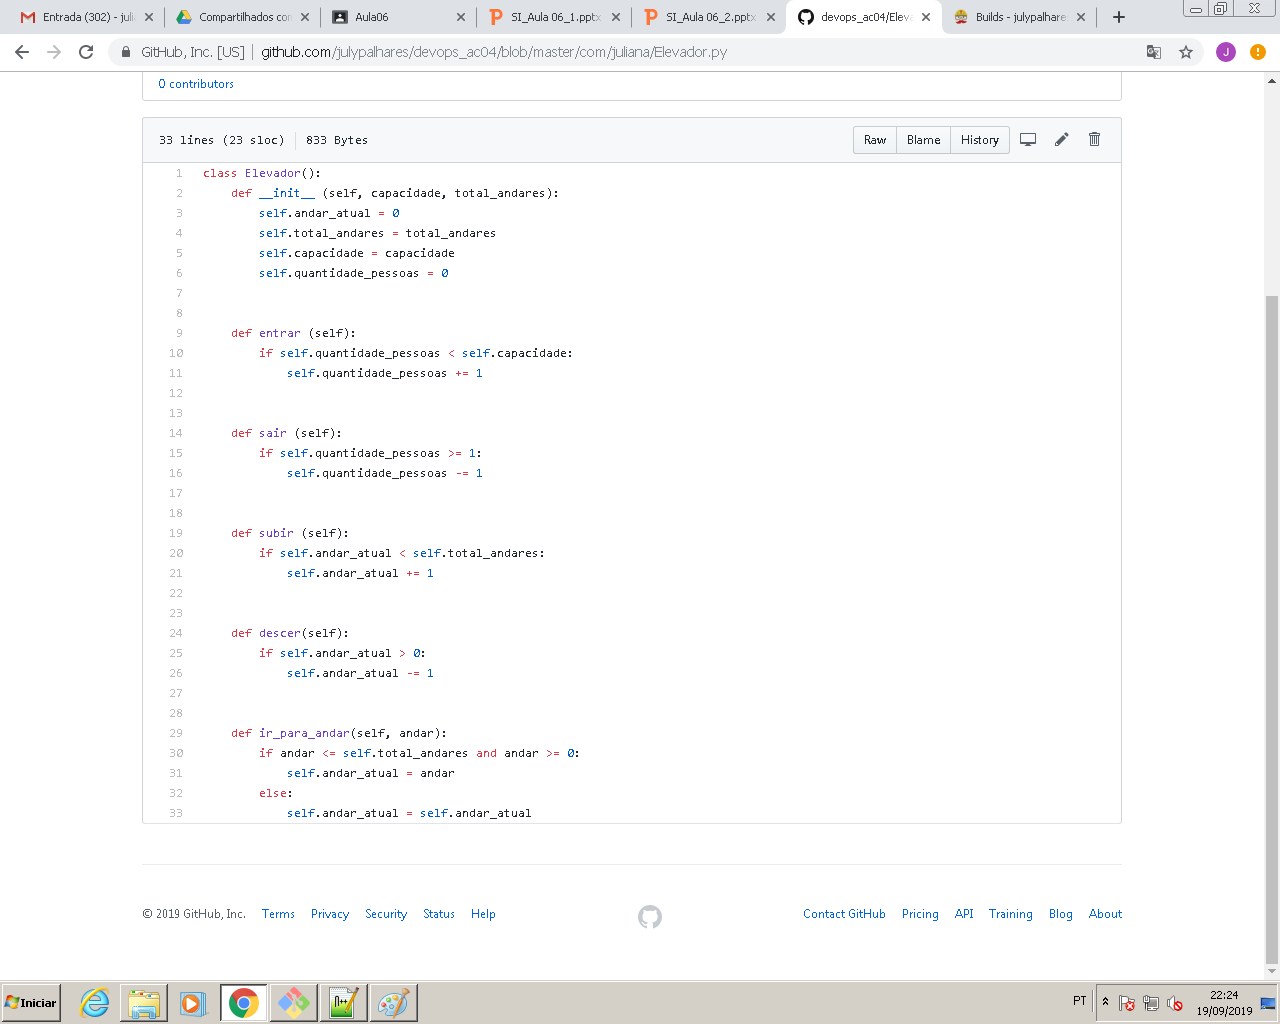 Entrada (302) - juli
Compartilhados con
Aula06
SI_Aula 06_1.pptx
SI_Aula 06_2.pptx
devops_ac04/Eleva
Builds - julypalhares
GitHub, Inc. [US] | github.com/julypalhares/devops_ac04/blob/master/com/juliana/Elevador.py
J
0 contributors
33 lines (23 sloc) | 833 Bytes
Raw Blame History
1 class Elevador():
2     def __init__ (self, capacidade, total_andares):
3         self.andar_atual = 0
4         self.total_andares = total_andares
5         self.capacidade = capacidade
6         self.quantidade_pessoas = 0
7
8
9     def entrar (self):
10         if self.quantidade_pessoas < self.capacidade:
11             self.quantidade_pessoas += 1
12
13
14     def sair (self):
15         if self.quantidade_pessoas >= 1:
16             self.quantidade_pessoas -= 1
17
18
19     def subir (self):
20         if self.andar_atual < self.total_andares:
21             self.andar_atual += 1
22
23
24     def descer(self):
25         if self.andar_atual > 0:
26             self.andar_atual -= 1
27
28
29     def ir_para_andar(self, andar):
30         if andar <= self.total_andares and andar >= 0:
31             self.andar_atual = andar
32         else:
33             self.andar_atual = self.andar_atual
© 2019 GitHub, Inc. Terms Privacy Security Status Help Contact GitHub Pricing API Training Blog About
Iniciar
PT
22:24
19/09/2019